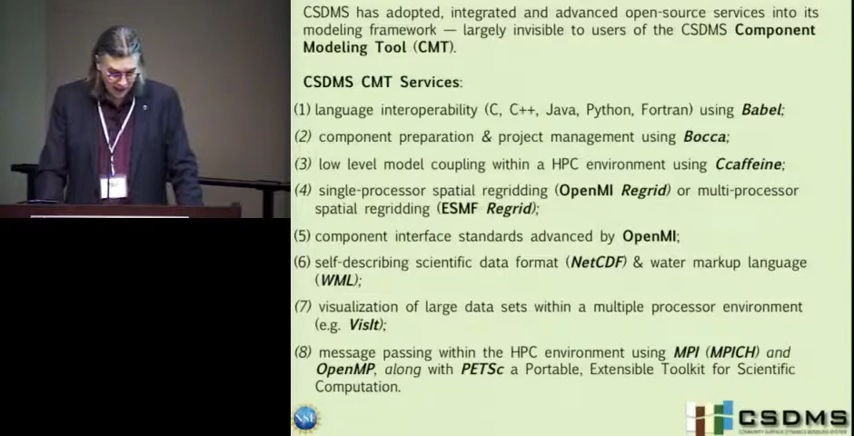 CSDMS has adopted, integrated and advanced open-source services into its
modeling framework — largely invisible to users of the CSDMS Component
Modeling Tool (CMT).
CSDMS CMT Services:
(1) language interoperability (C, C++, Java, Python, Fortran) using Babel;
(2) component preparation & project management using Bocca;
(3) low level model coupling within a HPC environment using Ccaffeine;
(4) single-processor spatial regridding (OpenMI Regrid) or multi-processor
spatial regridding (ESMF Regrid);
(5) component interface standards advanced by OpenMI;
(6) self-describing scientific data format (NetCDF) & water markup language
(WML);
(7) visualization of large data sets within a multiple processor environment
(e.g. VisIt);
(8) message passing within the HPC environment using MPI (MPICH) and
OpenMP, along with PETSc a Portable, Extensible Toolkit for Scientific
Computation.
NSF
CSDMS
COMMUNITY SURFACE DYNAMICS MODELING SYSTEM